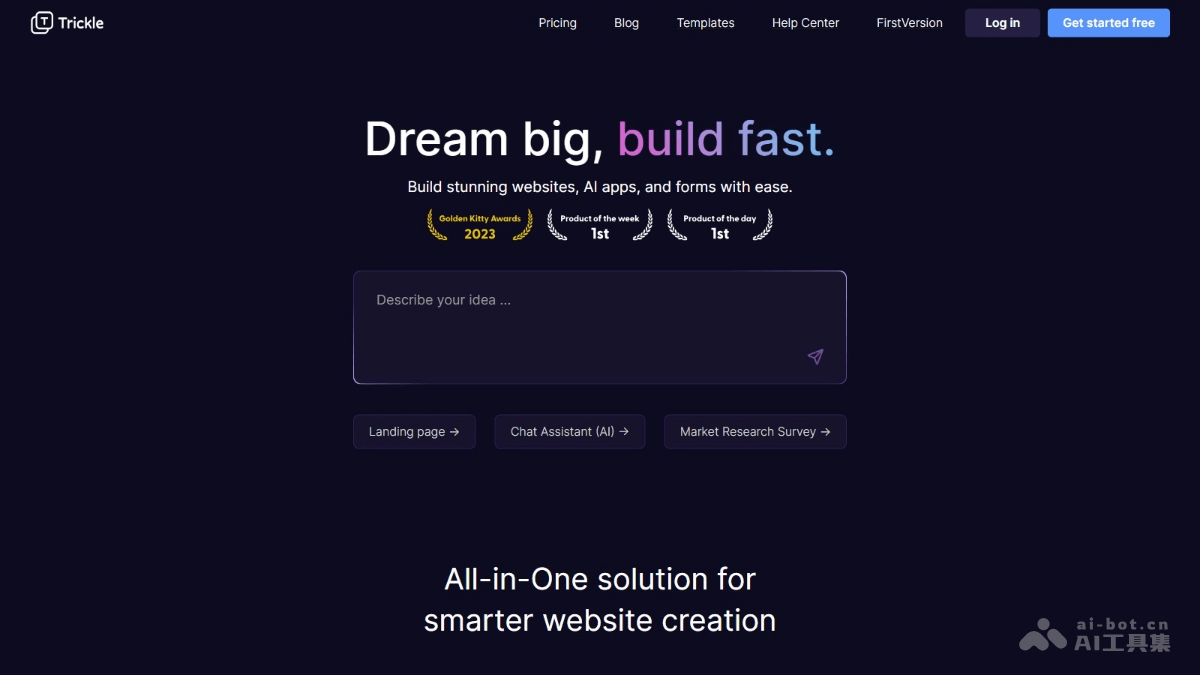 T Trickle
Pricing Blog Templates Help Center FirstVersion Log in Get started free
Dream big, build fast.
Build stunning websites, AI apps, and forms with ease.
Golden Kitty Awards Product of the week Product of the day
2023 1st 1st
Describe your idea ...
Landing page → Chat Assistant (AI) → Market Research Survey →
All-in-One solution for
smarter website creation
ai-bot.cn
AI工具集